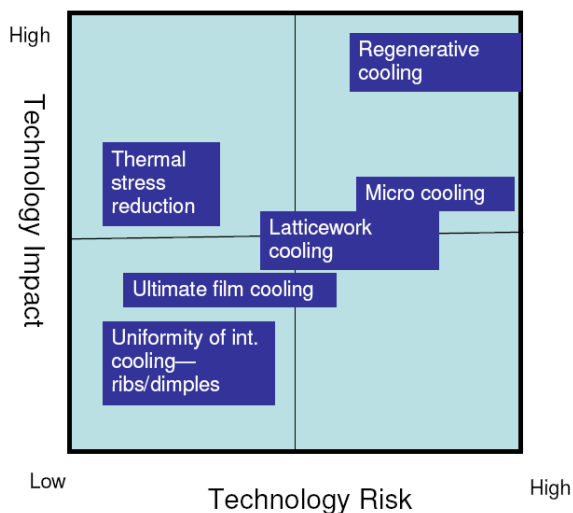 High
Technology Impact
Regenerative
cooling
Thermal
stress
reduction
Micro cooling
Latticework
cooling
Ultimate film cooling
Uniformity of int.
cooling—
ribs/dimples
Low
Technology Risk
High